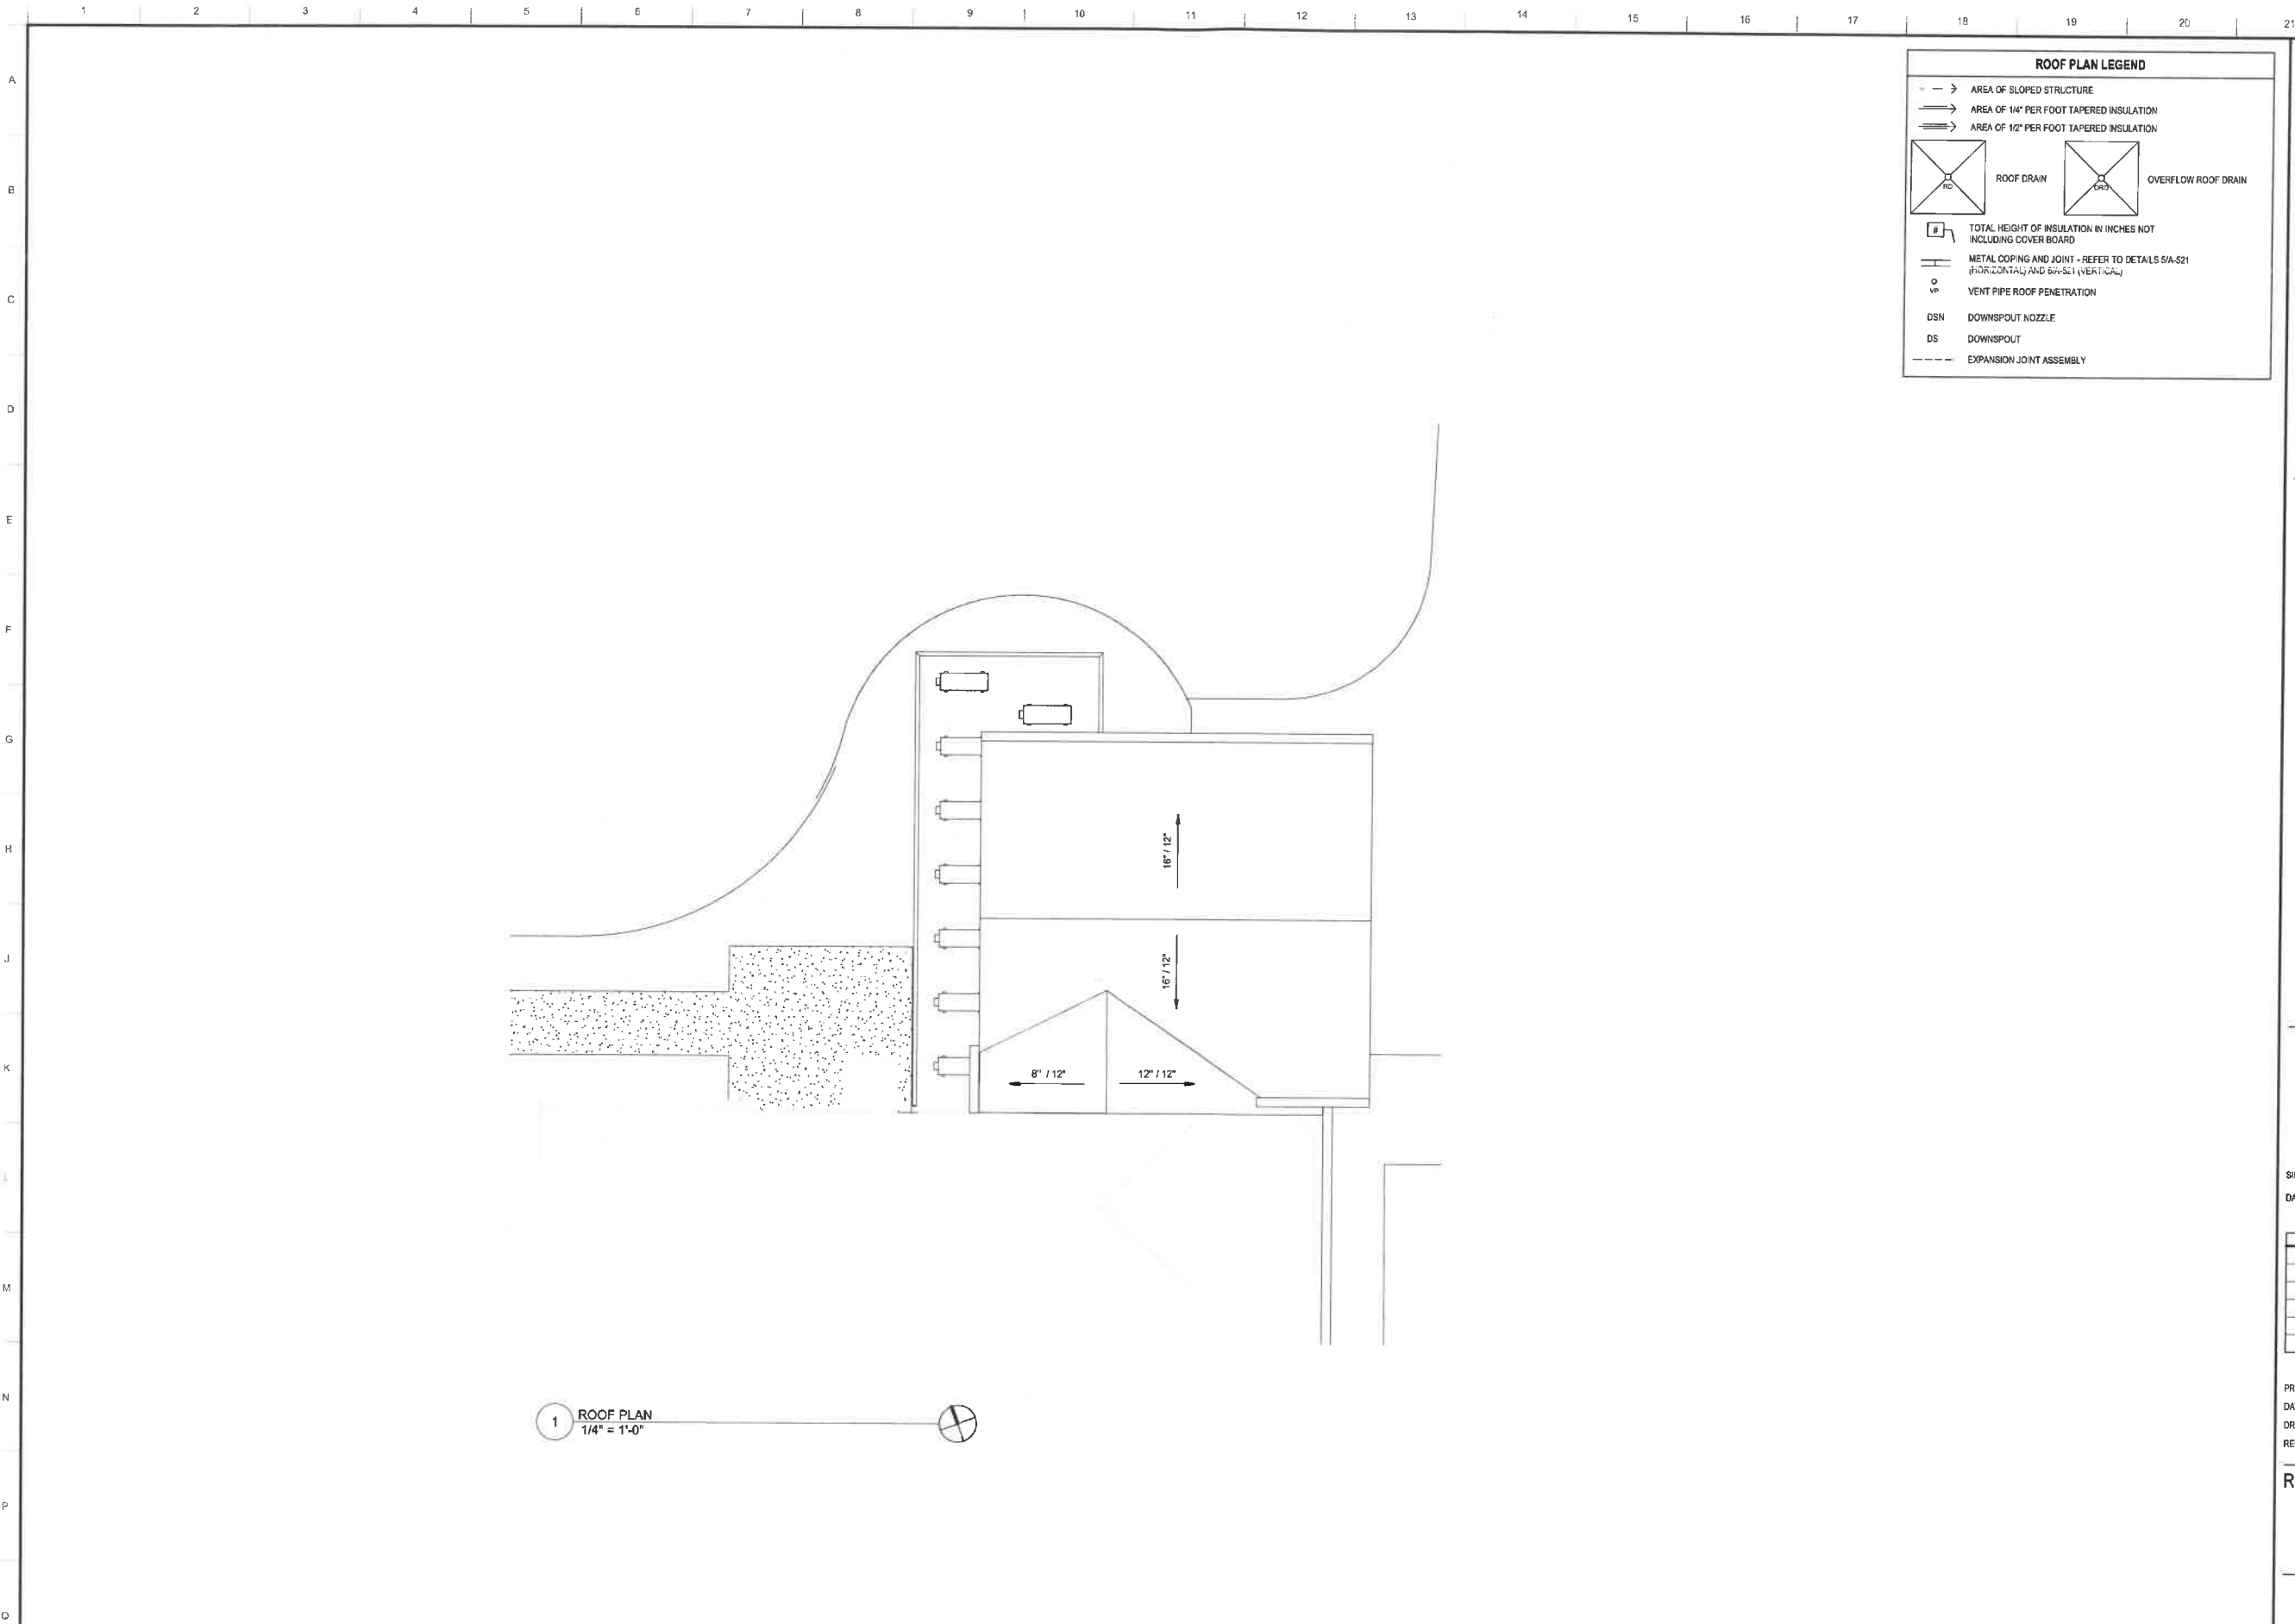 1 2 3 4 5 6 7 8 9 10 11 12 13 14 15 16 17 18 19 20 21
A
B
C
D
E
F
G
H
J
K
L
M
N
P
Q
ROOF PLAN LEGEND
AREA OF SLOPED STRUCTURE
AREA OF 1/4" PER FOOT TAPERED INSULATION
AREA OF 1/2" PER FOOT TAPERED INSULATION
RD
ROOF DRAIN
ORD
OVERFLOW ROOF DRAIN
#
TOTAL HEIGHT OF INSULATION IN INCHES NOT
INCLUDING COVER BOARD
METAL COPING AND JOINT - REFER TO DETAILS 5/A-521
(HORIZONTAL) AND 6/A-521 (VERTICAL)
VP
VENT PIPE ROOF PENETRATION
DSN DOWNSPOUT NOZZLE
DS DOWNSPOUT
EXPANSION JOINT ASSEMBLY
16" / 12"
16" / 12"
8" / 12"
12" / 12"
1
ROOF PLAN
1/4" = 1'-0"
PR
DA
DR
RE
R